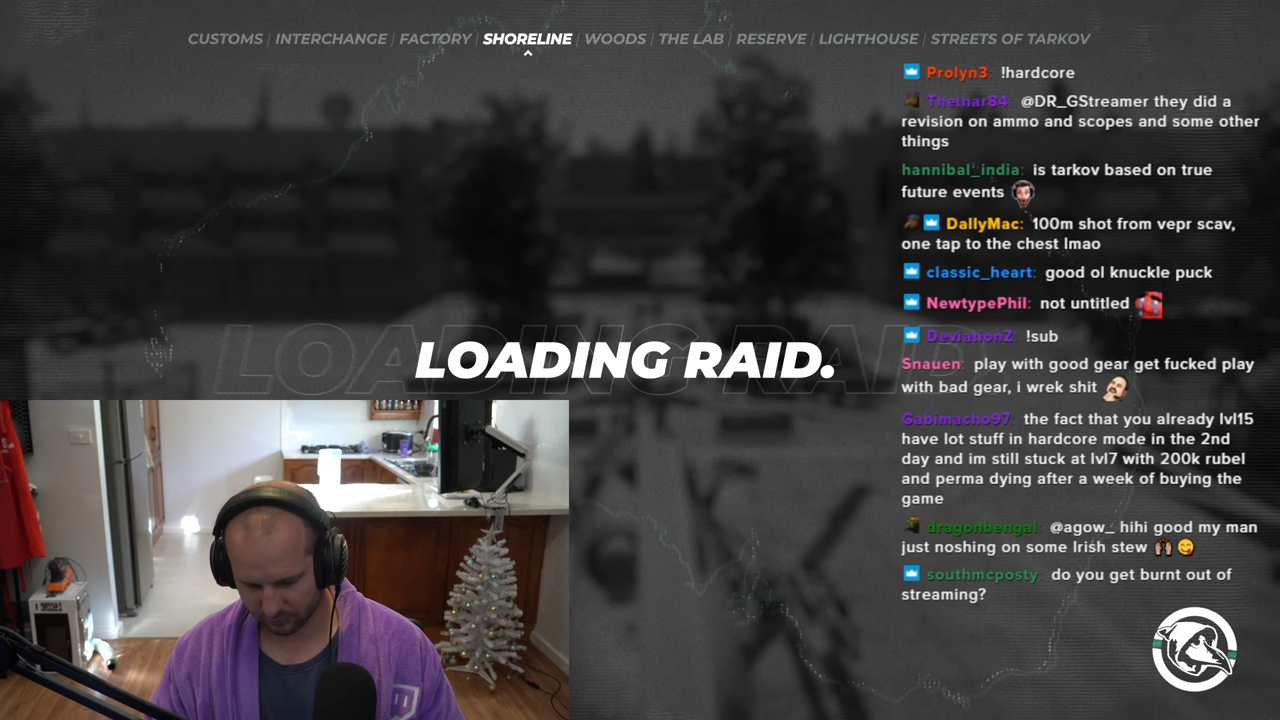 CUSTOMS | INTERCHANGE | FACTORY | SHORELINE | WOODS | THE LAB | RESERVE | LIGHTHOUSE | STREETS OF TARKOV
LOADING RAID
LOADING RAID.
Prolyn3: !hardcore
TheInar84: @DR_GStreamer they did a
revision on ammo and scopes and some other
things
hannibal_india: is tarkov based on true
future events
DallyMac: 100m shot from vepr scav,
one tap to the chest lmao
classic_heart: good ol knuckle puck
NewtypePhil: not untitled
DeviationZ: !sub
Snauen: play with good gear get fucked play
with bad gear, i wrek shit
Gabimacho97: the fact that you already lvl15
have lot stuff in hardcore mode in the 2nd
day and im still stuck at lvl7 with 200k rubel
and perma dying after a week of buying the
game
dragonbengal: @agow_ hihi good my man
just noshing on some Irish stew
southmcposty: do you get burnt out of
streaming?